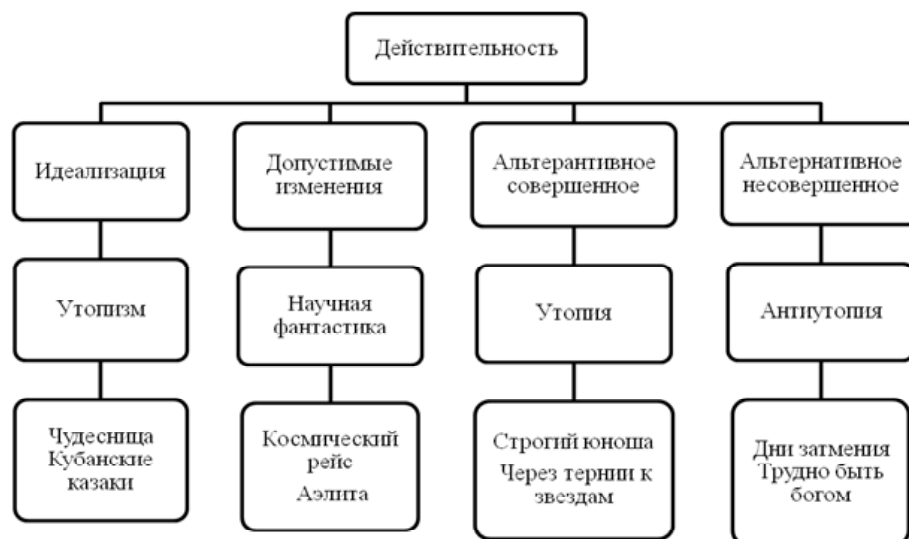 Действительность
Идеализация
Допустимые
изменения
Альтерантивное
совершенное
Альтернативное
несовершенное
Утопизм
Научная
фантастика
Утопия
Антиутопия
Чудесница
Кубанские
казаки
Космический
рейс
Аэлита
Строгий юноша
Через тернии к
звездам
Дни затмения
Трудно быть
богом